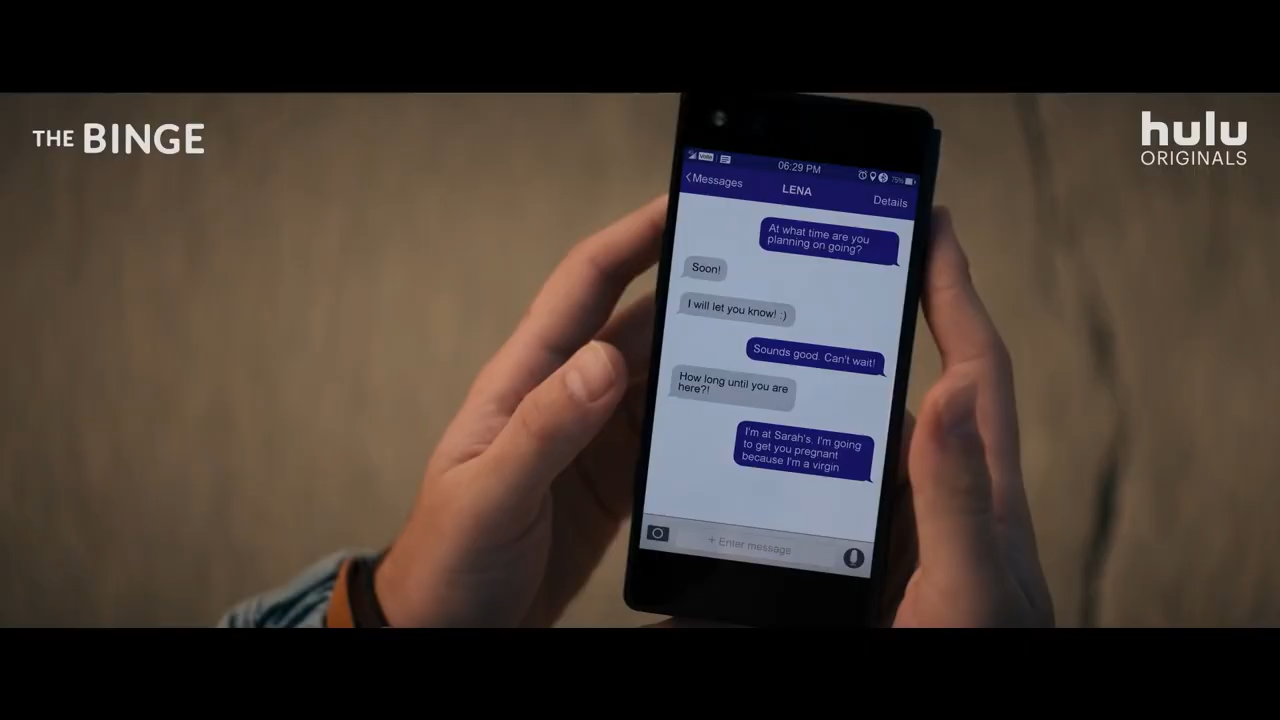 THE BINGE
hulu
ORIGINALS
06:29 PM
75%
Messages
LENA
Details
At what time are you
planning on going?
Soon!
I will let you know! :)
Sounds good. Can't wait!
How long until you are
here?!
I'm at Sarah's. I'm going
to get you pregnant
because I'm a virgin
+ Enter message